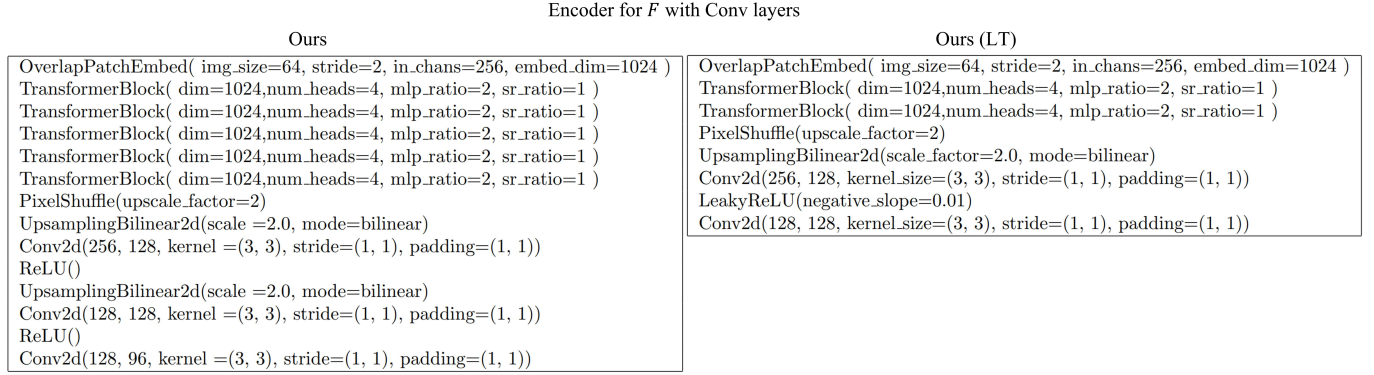 Encoder for F with Conv layers
Ours
OverlapPatchEmbed( img_size=64, stride=2, in_chans=256, embed_dim=1024 )
TransformerBlock( dim=1024,num_heads=4, mlp_ratio=2, sr_ratio=1 )
TransformerBlock( dim=1024,num_heads=4, mlp_ratio=2, sr_ratio=1 )
TransformerBlock( dim=1024,num_heads=4, mlp_ratio=2, sr_ratio=1 )
TransformerBlock( dim=1024,num_heads=4, mlp_ratio=2, sr_ratio=1 )
TransformerBlock( dim=1024,num_heads=4, mlp_ratio=2, sr_ratio=1 )
PixelShuffle(upscale_factor=2)
UpsamplingBilinear2d(scale =2.0, mode=bilinear)
Conv2d(256, 128, kernel =(3, 3), stride=(1, 1), padding=(1, 1))
ReLU()
UpsamplingBilinear2d(scale =2.0, mode=bilinear)
Conv2d(128, 128, kernel =(3, 3), stride=(1, 1), padding=(1, 1))
ReLU()
Conv2d(128, 96, kernel =(3, 3), stride=(1, 1), padding=(1, 1))
Ours (LT)
OverlapPatchEmbed( img_size=64, stride=2, in_chans=256, embed_dim=1024 )
TransformerBlock( dim=1024,num_heads=4, mlp_ratio=2, sr_ratio=1 )
TransformerBlock( dim=1024,num_heads=4, mlp_ratio=2, sr_ratio=1 )
PixelShuffle(upscale_factor=2)
UpsamplingBilinear2d(scale_factor=2.0, mode=bilinear)
Conv2d(256, 128, kernel_size=(3, 3), stride=(1, 1), padding=(1, 1))
LeakyReLU(negative_slope=0.01)
Conv2d(128, 128, kernel_size=(3, 3), stride=(1, 1), padding=(1, 1))